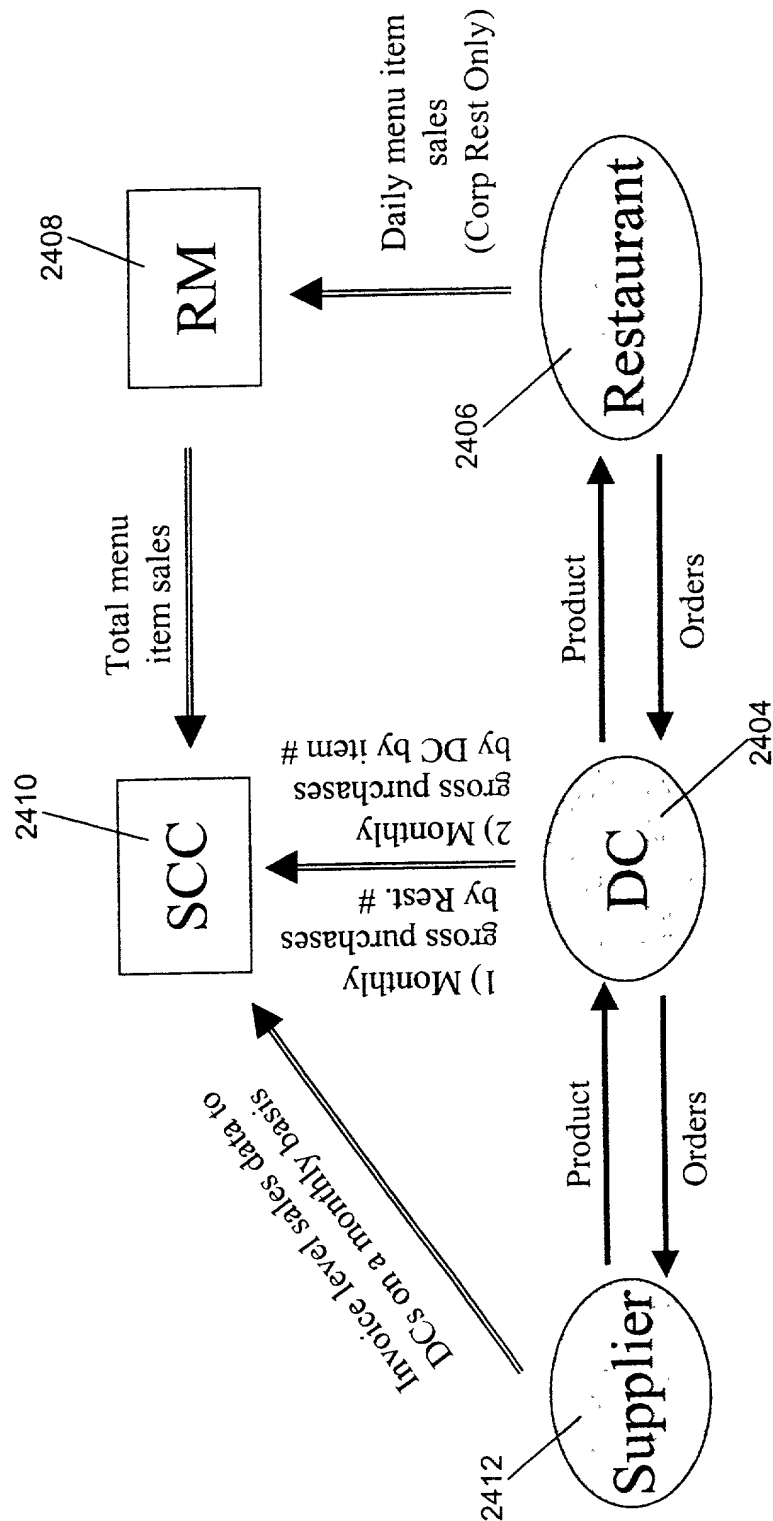 2410
SCC
Total menu
item sales
2408
RM
Invoice level sales data to
DCs on a monthly basis
1) Monthly
gross purchases
by Rest. #
2) Monthly
gross purchases
by DC by item #
Daily menu item
sales
(Corp Rest Only)
2412
Supplier
Product
Orders
DC
2404
Product
Orders
2406
Restaurant